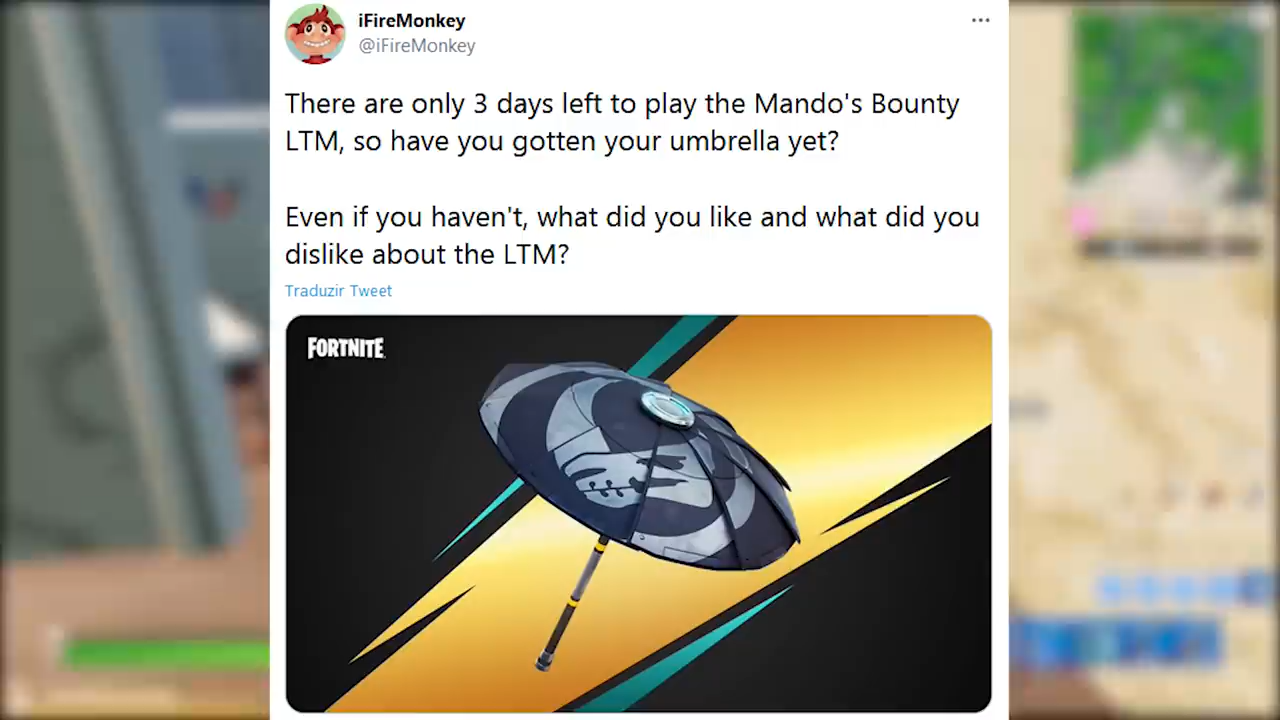 iFireMonkey
@iFireMonkey
There are only 3 days left to play the Mando's Bounty
LTM, so have you gotten your umbrella yet?
Even if you haven't, what did you like and what did you
dislike about the LTM?
Traduzir Tweet
FORTNITE